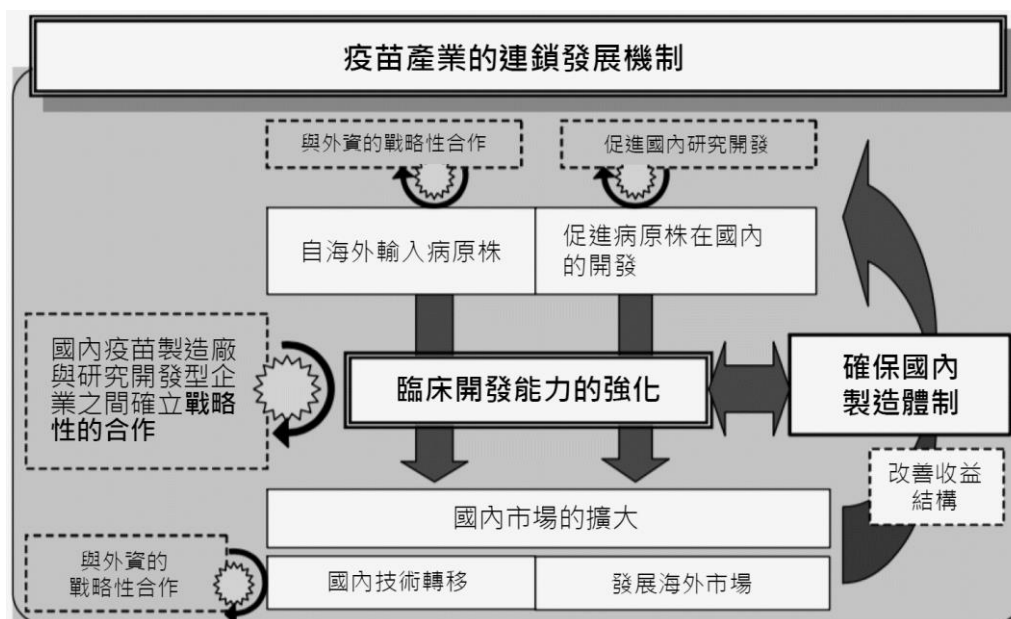 疫苗產業的連鎖發展機制
與外資的戰略性合作
促進國內研究開發
自海外輸入病原株
促進病原株在國內
的開發
國內疫苗製造廠
與研究開發型企
業之間確立戰略
性的合作
臨床開發能力的強化
確保國內
製造體制
改善收益
結構
國內市場的擴大
與外資的
戰略性合作
國內技術轉移
發展海外市場